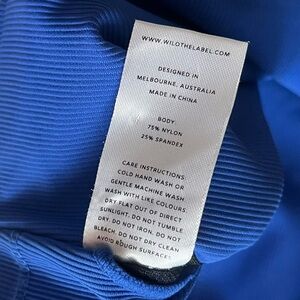 WWW.WILDTHELABEL.COM
DESIGNED IN
MELBOURNE, AUSTRALIA
MADE IN CHINA
BODY
75% NYLON
25% SPANDEX
CARE INSTRUCTIONS:
COLD HAND WASH OR
GENTLE MACHINE WASH
WASH WITH LIKE COLOURS
DRY FLAT OUT OF DIRECT
SUNLIGHT. DO NOT TUMBLE
DRY. DO NOT IRON. DO NOT
BLEACH. DO NOT DRY CLEAN
AVOID ROUGH SURFACES